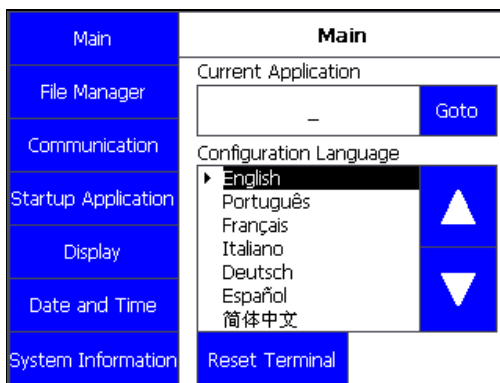 Main
File Manager
Communication
Startup Application
Display
Date and Time
System Information
Main
Current Application
_
Goto
Configuration Language
English
Português
Français
Italiano
Deutsch
Español
简体中文
Reset Terminal